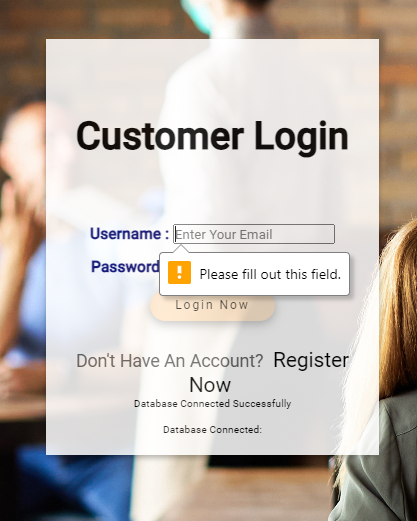 Customer Login
Username : Enter Your Email
Password
Please fill out this field.
Login Now
Don't Have An Account? Register
Now
Database Connected Successfully
Database Connected: